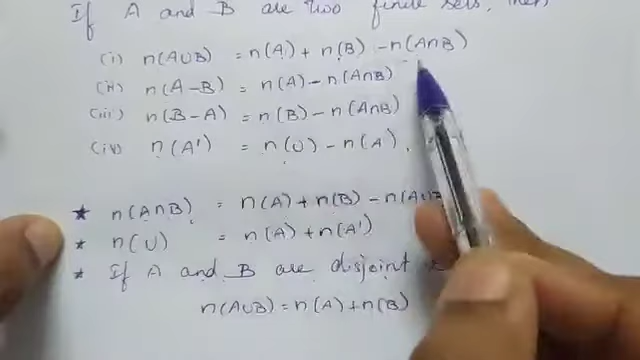 If A and B are two finite sets, then
(i) n(A∪B) = n(A) + n(B) - n(A∩B)
(ii) n(A-B) = n(A) - n(A∩B)
(iii) n(B-A) = n(B) - n(A∩B)
(iv) n(A') = n(U) - n(A).
★ n(A∩B) = n(A) + n(B) - n(A∪B
★ n(U) = n(A) + n(A')
★ If A and B are disjoint
n(A∪B) = n(A) + n(B)